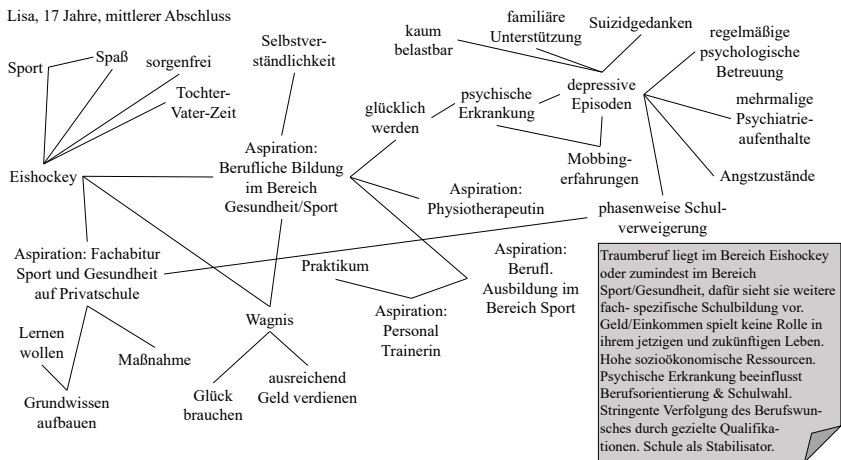 Lisa, 17 Jahre, mittlerer Abschluss
Sport
Spaß
sorgenfrei
Tochter-
Vater-Zeit
Selbstver-
ständlichkeit
kaum
belastbar
familiäre
Unterstützung
Suizidgedanken
regelmäßige
psychologische
Betreuung
glücklich
werden
psychische
Erkrankung
depressive
Episoden
mehrmalige
Psychiatrie-
aufenthalte
Eishockey
Aspiration:
Berufliche Bildung
im Bereich
Gesundheit/Sport
Mobbing-
erfahrungen
Angstzustände
Aspiration:
Physiotherapeutin
phasenweise Schul-
verweigerung
Aspiration: Fachabitur
Sport und Gesundheit
auf Privatschule
Praktikum
Aspiration:
Berufl.
Ausbildung im
Bereich Sport
Wagnis
Aspiration:
Personal
Trainerin
Lernen
wollen
Maßnahme
Grundwissen
aufbauen
Glück
brauchen
ausreichend
Geld verdienen
Traumberuf liegt im Bereich Eishockey
oder zumindest im Bereich
Sport/Gesundheit, dafür sieht sie weitere
fach- spezifische Schulbildung vor.
Geld/Einkommen spielt keine Rolle in
ihrem jetzigen und zukünftigen Leben.
Hohe sozioökonomische Ressourcen.
Psychische Erkrankung beeinflusst
Berufsorientierung & Schulwahl.
Stringente Verfolgung des Berufswun-
sches durch gezielte Qualifika-
tionen. Schule als Stabilisator.